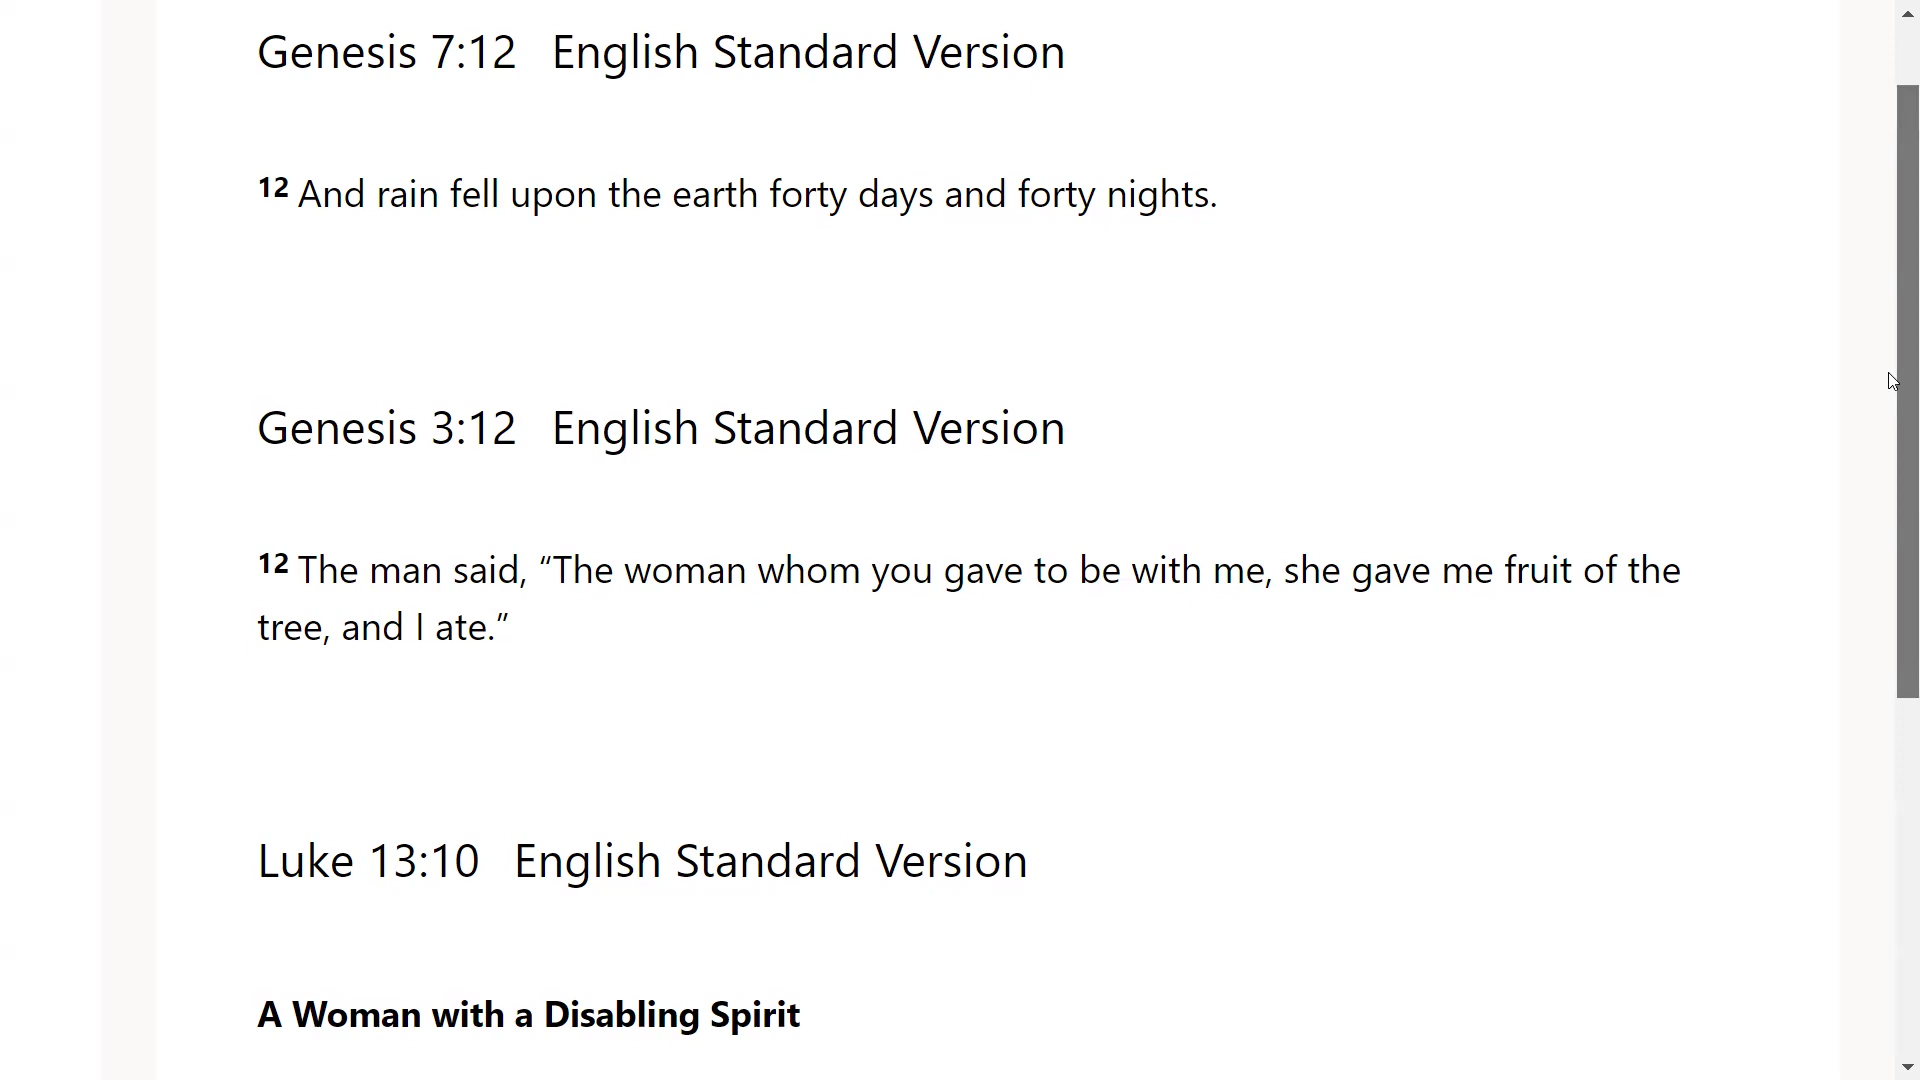 Genesis 7:12 English Standard Version
12 And rain fell upon the earth forty days and forty nights.
Genesis 3:12 English Standard Version
12 The man said, “The woman whom you gave to be with me, she gave me fruit of the
tree, and I ate.”
Luke 13:10 English Standard Version
A Woman with a Disabling Spirit